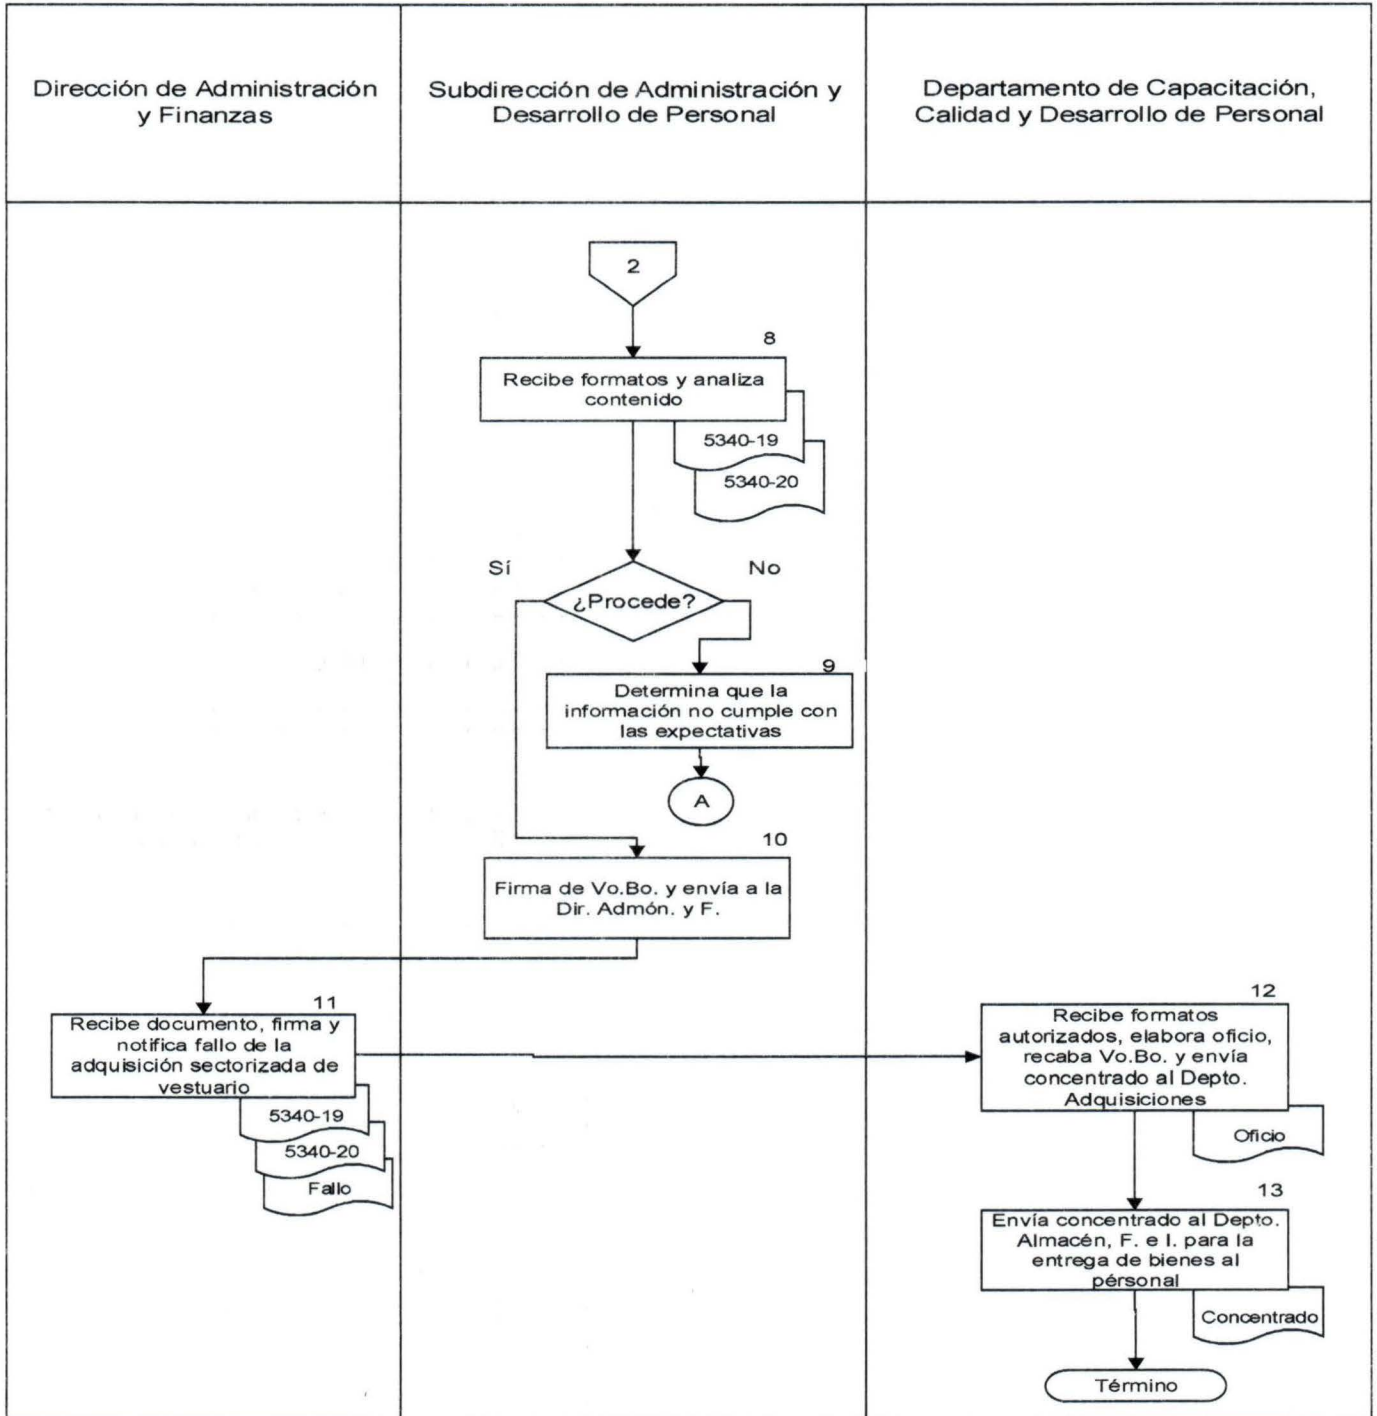 Dirección de Administración
y Finanzas
Subdirección de Administración y
Desarrollo de Personal
Departamento de Capacitación,
Calidad y Desarrollo de Personal
2
8
Recibe formatos y analiza
contenido
5340-19
5340-20
Sí
No
¿Procede?
9
Determina que la
información no cumple con
las expectativas
A
10
Firma de Vo.Bo. y envía a la
Dir. Admón. y F.
11
Recibe documento, firma y
notifica fallo de la
adquisición sectorizada de
vestuario
5340-19
5340-20
Fallo
12
Recibe formatos
autorizados, elabora oficio,
recaba Vo.Bo. y envía
concentrado al Depto.
Adquisiciones
Oficio
13
Envía concentrado al Depto.
Almacén, F. e I. para la
entrega de bienes al
pérsonal
Concentrado
Término